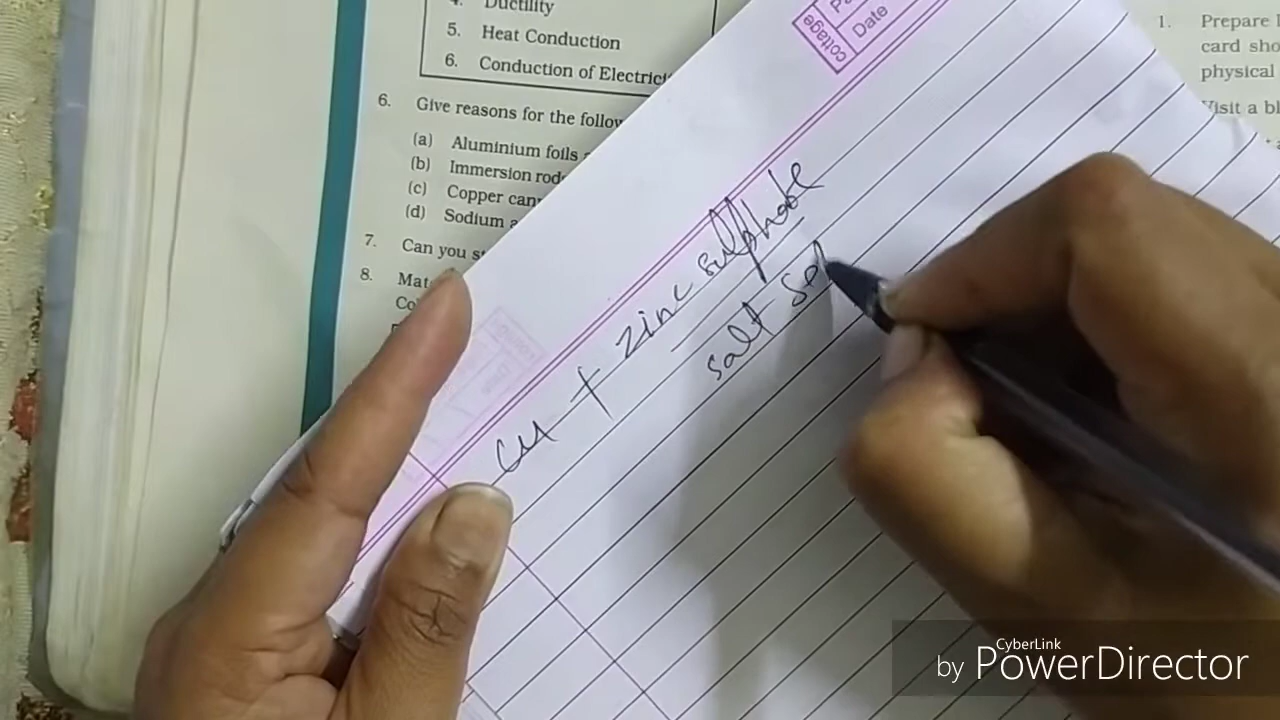 4. Ductility
5. Heat Conduction
6. Conduction of Electrici
6. Give reasons for the follow
(a) Aluminium foils
(b) Immersion rod
(c) Copper can
(d) Sodium a
7. Can you s
8. Mat
Co
cottage
Date
Cu + zinc sulphate
salt Sol
1. Prepare
card sho
physical
Visit a bl
CyberLink
by PowerDirector